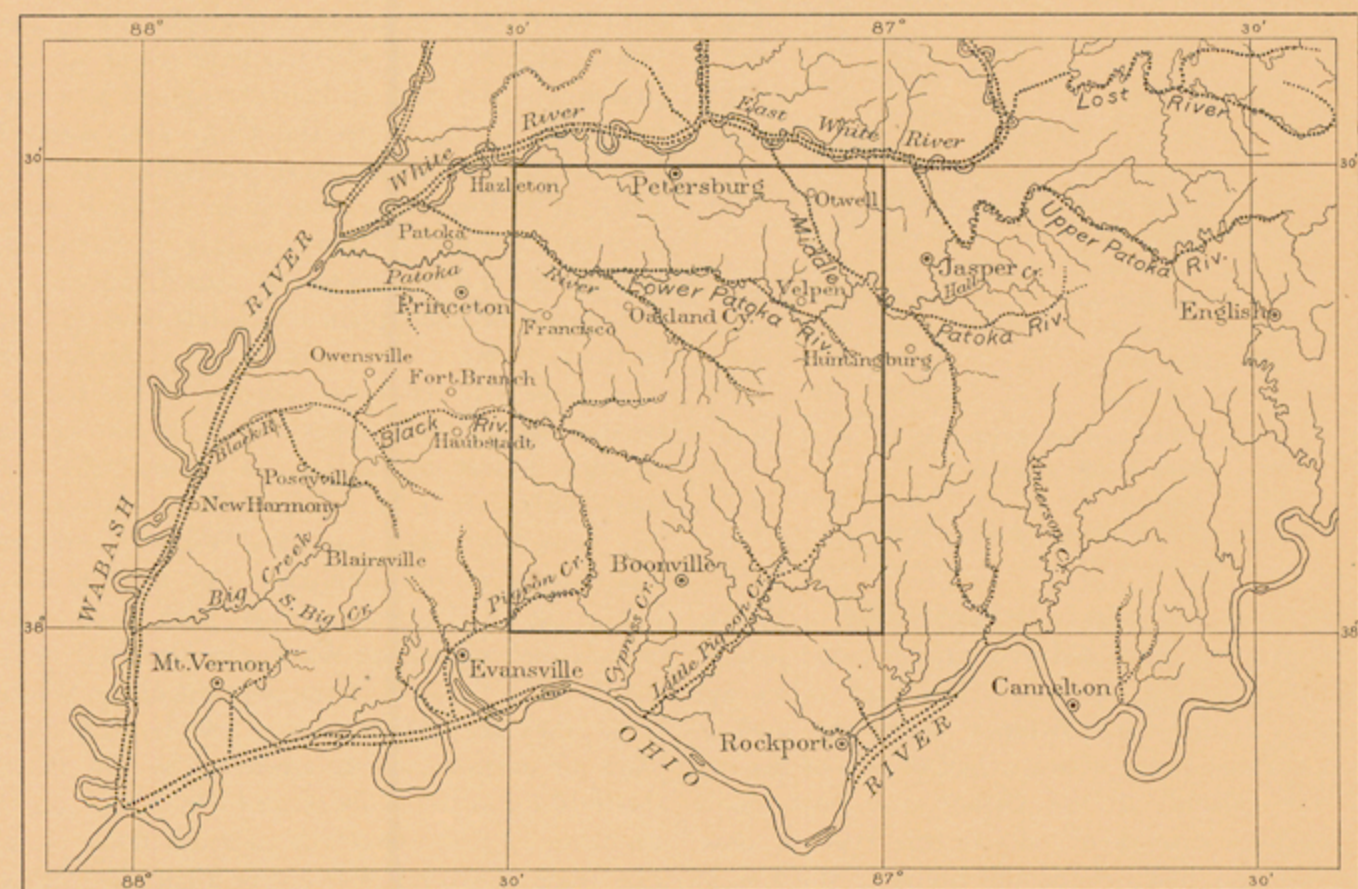 88°
30'
87°
30'
Lost River
East White River
White River
30'
30'
Hazleton
Petersburg
Otwell
Patoka
Middle Patoka Riv.
Upper Patoka Riv.
Patoka River
Jasper
Hall Cr.
Princeton
Lower Patoka Riv.
Velpen
Francisco
Oakland Cy.
English
Huntingburg
Owensville
Fort Branch
Black R.
Black Riv.
Haubstadt
Poseyville
New Harmony
Anderson Cr.
WABASH RIVER
Blairsville
Big Creek
S. Big Cr.
Pigeon Cr.
Boonville
Cypress Cr.
Little Pigeon Cr.
38°
38°
Mt. Vernon
Evansville
Cannelton
Rockport
OHIO RIVER
88°
30'
87°
30'